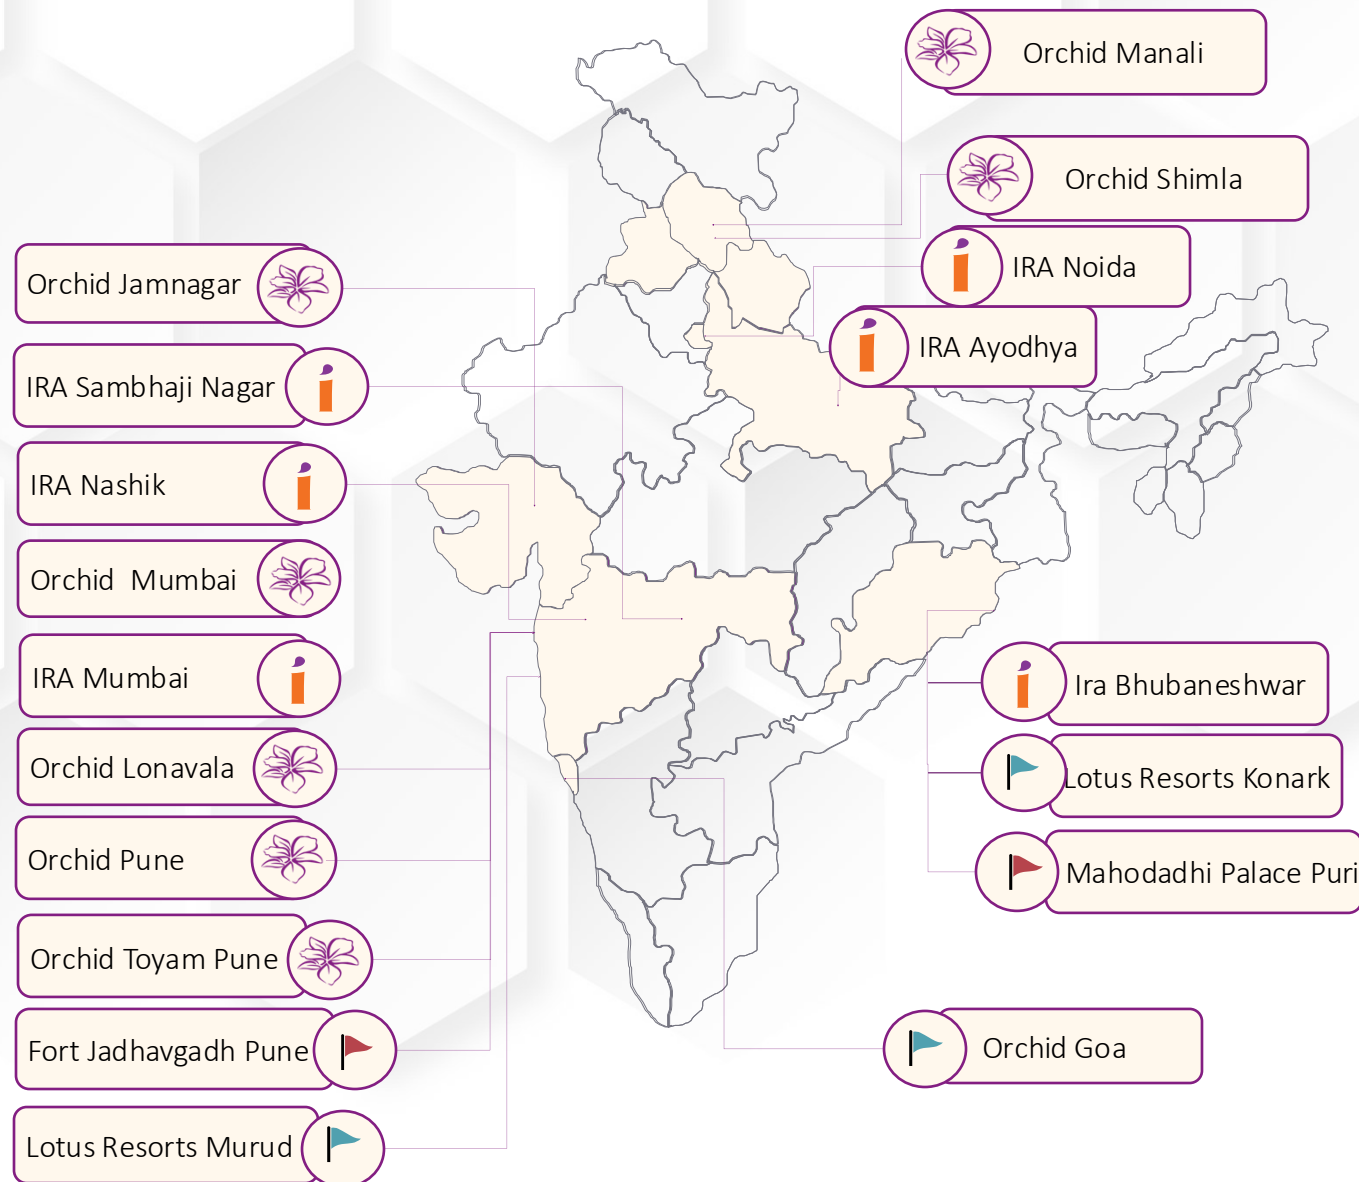 Orchid Manali
Orchid Shimla
IRA Noida
IRA Ayodhya
Orchid Jamnagar
IRA Sambhaji Nagar
IRA Nashik
Orchid  Mumbai
IRA Mumbai
Orchid Lonavala
Orchid Pune
Orchid Toyam Pune
Fort Jadhavgadh Pune
Lotus Resorts Murud
Ira Bhubaneshwar
Lotus Resorts Konark
Mahodadhi Palace Puri
Orchid Goa